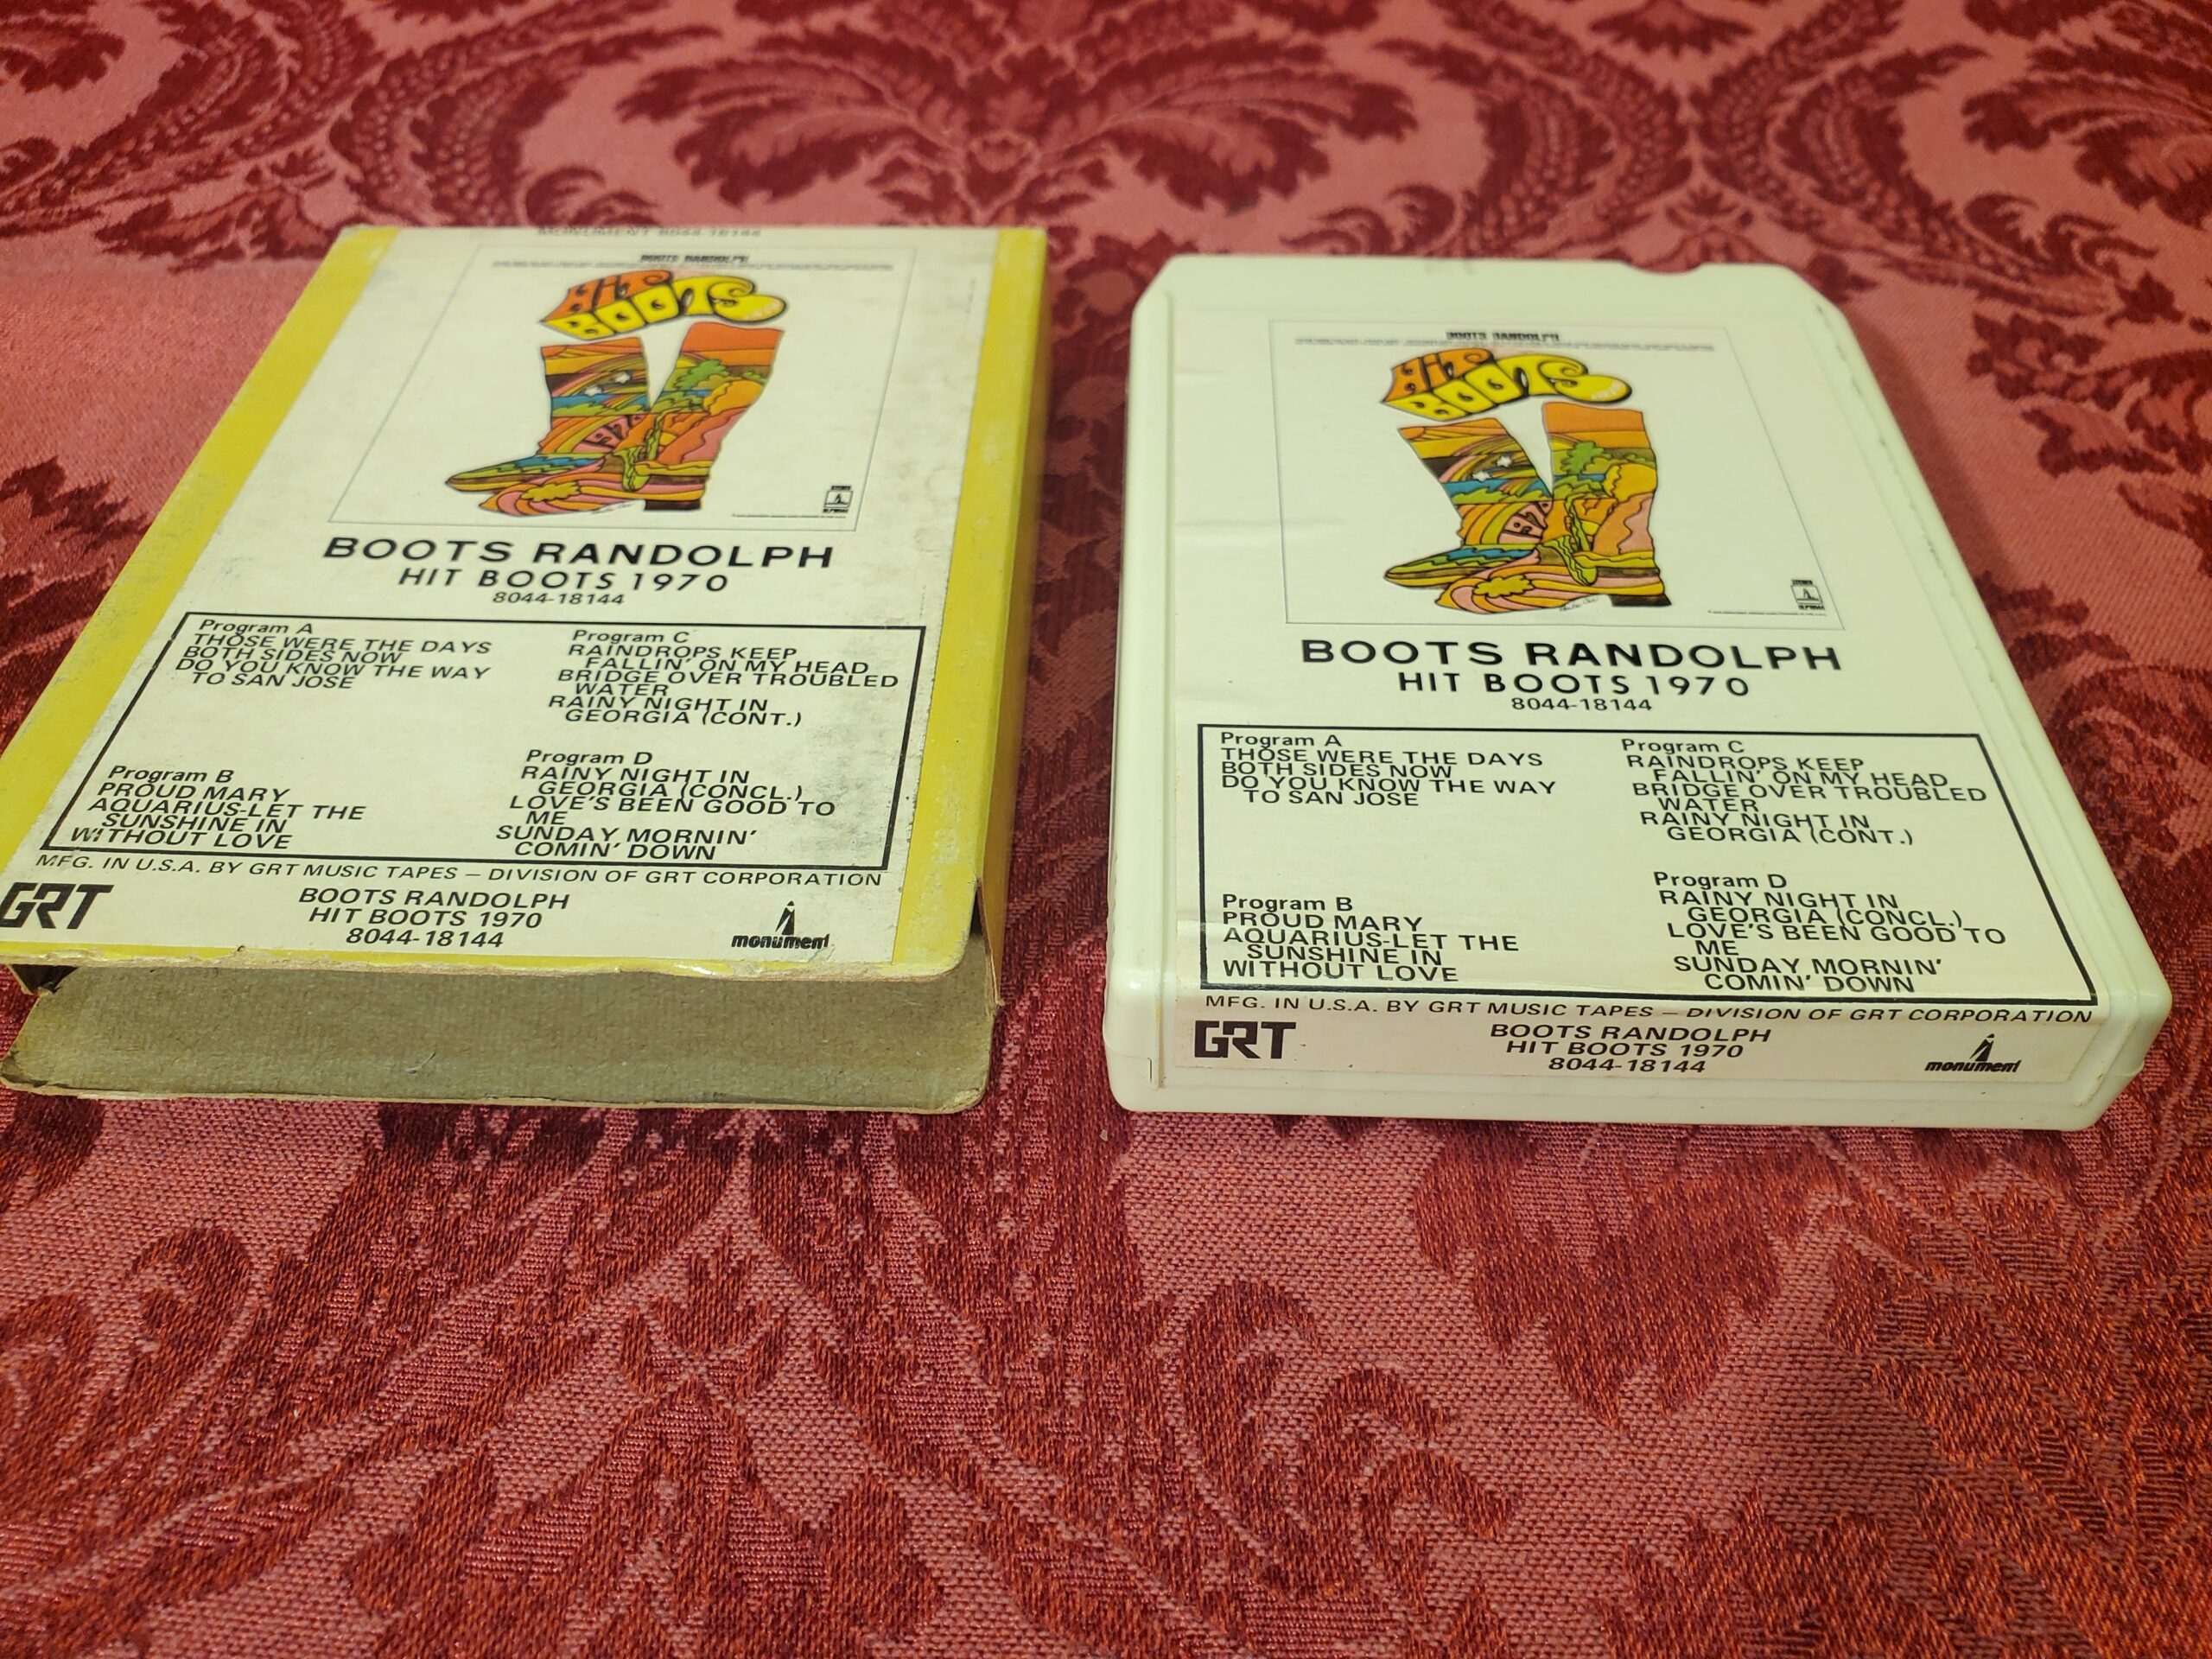 MONUMENT 8044-18144
BOOTS RANDOLPH
HIT
BOOTS
1970
BOOTS RANDOLPH
HIT BOOTS 1970
8044-18144
Program A
THOSE WERE THE DAYS
BOTH SIDES NOW
DO YOU KNOW THE WAY
TO SAN JOSE
Program B
PROUD MARY
AQUARIUS-LET THE
SUNSHINE IN
WITHOUT LOVE
Program C
RAINDROPS KEEP
FALLIN' ON MY HEAD
BRIDGE OVER TROUBLED
WATER
RAINY NIGHT IN
GEORGIA (CONT.)
Program D
RAINY NIGHT IN
GEORGIA (CONCL.)
LOVE'S BEEN GOOD TO
ME
SUNDAY MORNIN'
COMIN' DOWN
MFG. IN U.S.A. BY GRT MUSIC TAPES — DIVISION OF GRT CORPORATION
GRT
BOOTS RANDOLPH
HIT BOOTS 1970
8044-18144
monument
BOOTS RANDOLPH
HIT
BOOTS
1970
BOOTS RANDOLPH
HIT BOOTS 1970
8044-18144
Program A
THOSE WERE THE DAYS
BOTH SIDES NOW
DO YOU KNOW THE WAY
TO SAN JOSE
Program B
PROUD MARY
AQUARIUS-LET THE
SUNSHINE IN
WITHOUT LOVE
Program C
RAINDROPS KEEP
FALLIN' ON MY HEAD
BRIDGE OVER TROUBLED
WATER
RAINY NIGHT IN
GEORGIA (CONT.)
Program D
RAINY NIGHT IN
GEORGIA (CONCL.)
LOVE'S BEEN GOOD TO
ME
SUNDAY MORNIN'
COMIN' DOWN
MFG. IN U.S.A. BY GRT MUSIC TAPES — DIVISION OF GRT CORPORATION
GRT
BOOTS RANDOLPH
HIT BOOTS 1970
8044-18144
monument